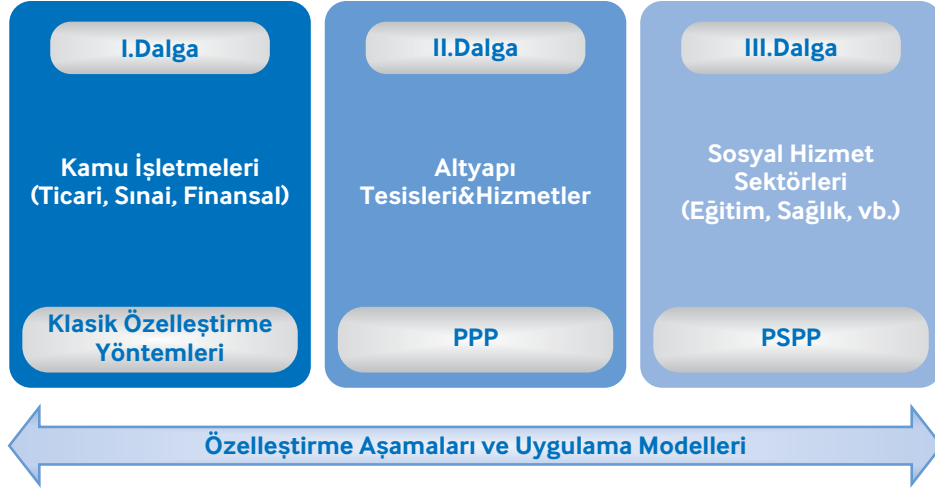 I.Dalga
Kamu İşletmeleri
(Ticari, Sınai, Finansal)
Klasik Özelleştirme
Yöntemleri
II.Dalga
Altyapı
Tesisleri&Hizmetler
PPP
III.Dalga
Sosyal Hizmet
Sektörleri
(Eğitim, Sağlık, vb.)
PSPP
Özelleştirme Aşamaları ve Uygulama Modelleri